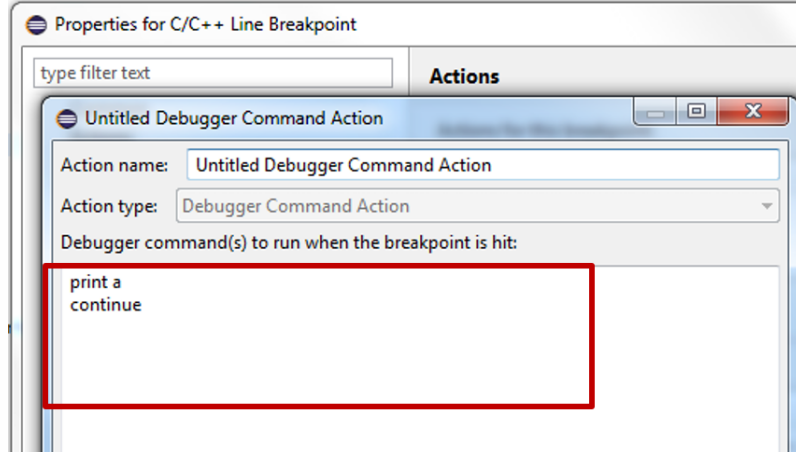 Properties for C/C++ Line Breakpoint
type filter text
Actions
Untitled Debugger Command Action
Action name: Untitled Debugger Command Action
Action type: Debugger Command Action
Debugger command(s) to run when the breakpoint is hit:
print a
continue